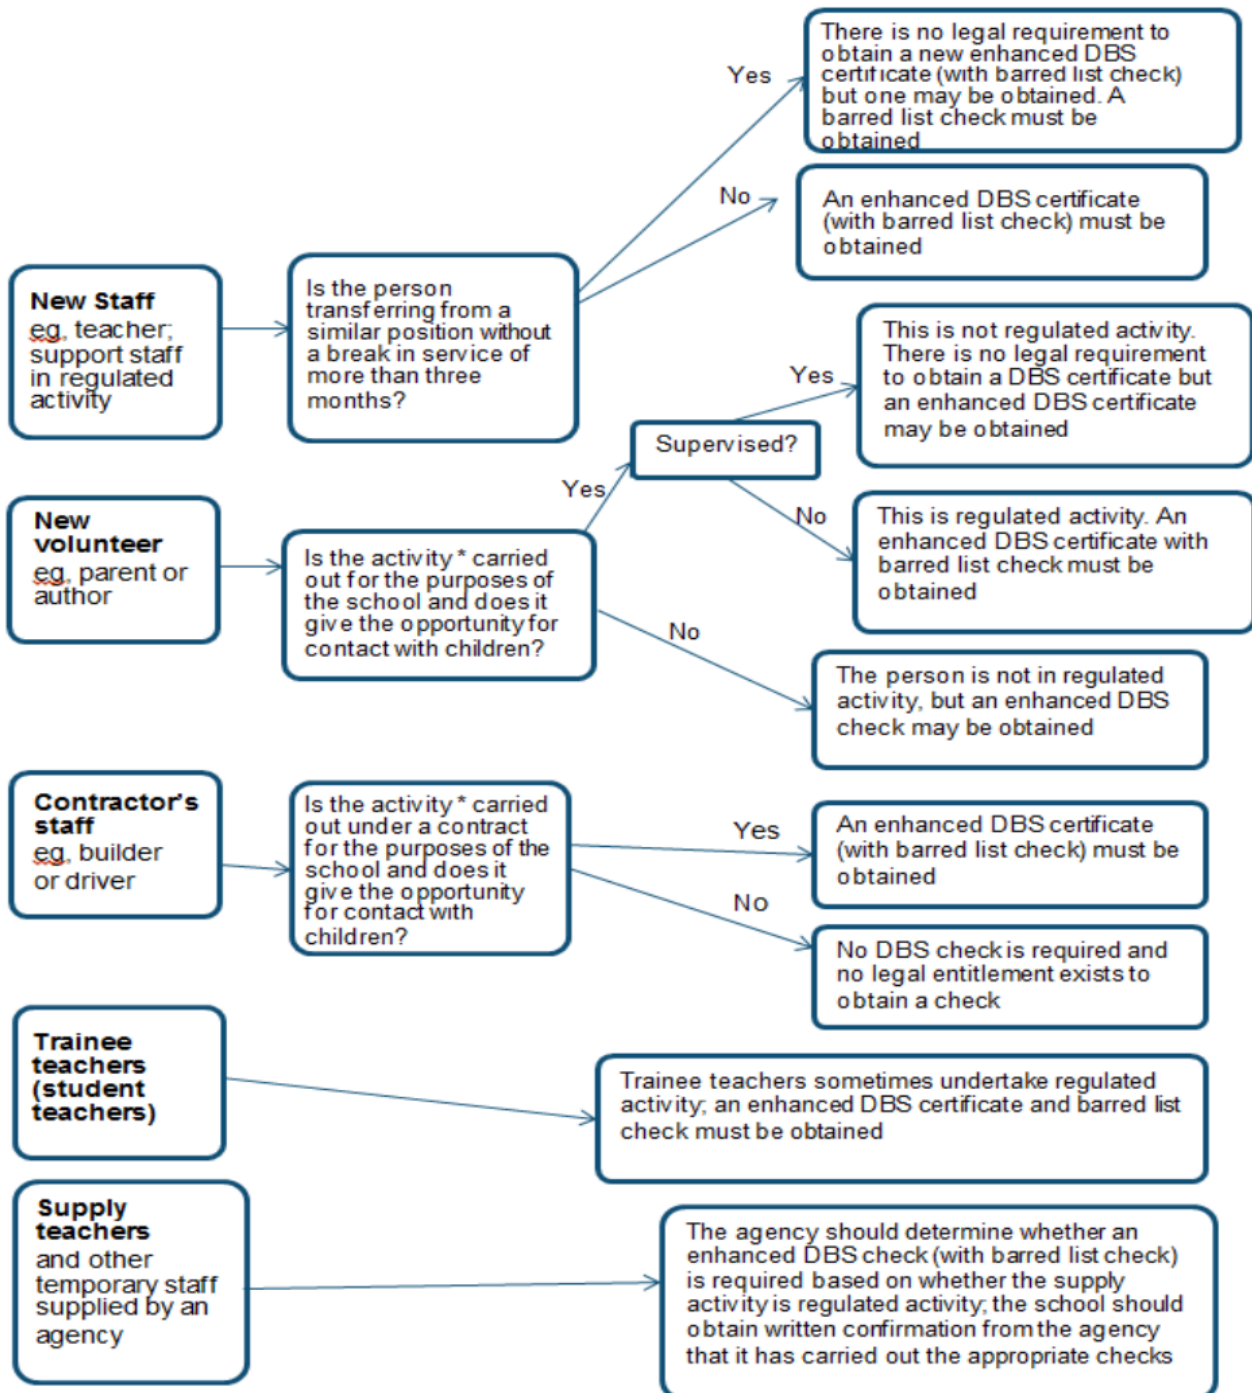 There is no legal requirement to
obtain a new enhanced DBS
certificate (with barred list check)
but one may be obtained. A
barred list check must be
obtained
Yes
No
An enhanced DBS certificate
(with barred list check) must be
obtained
New Staff
eg, teacher;
support staff
in regulated
activity
Is the person
transferring from a
similar position without
a break in service of
more than three
months?
This is not regulated activity.
There is no legal requirement
to obtain a DBS certificate but
an enhanced DBS certificate
may be obtained
Yes
Supervised?
Yes
No
This is regulated activity. An
enhanced DBS certificate with
barred list check must be
obtained
New
volunteer
eg, parent or
author
Is the activity * carried
out for the purposes of
the school and does it
give the opportunity for
contact with children?
No
The person is not in regulated
activity, but an enhanced DBS
check may be obtained
Contractor's
staff
eg, builder
or driver
Is the activity * carried
out under a contract
for the purposes of the
school and does it
give the opportunity
for contact with
children?
Yes
An enhanced DBS certificate
(with barred list check) must be
obtained
No
No DBS check is required and
no legal entitlement exists to
obtain a check
Trainee
teachers
(student
teachers)
Trainee teachers sometimes undertake regulated
activity; an enhanced DBS certificate and barred list
check must be obtained
Supply
teachers
and other
temporary staff
supplied by an
agency
The agency should determine whether an
enhanced DBS check (with barred list check)
is required based on whether the supply
activity is regulated activity; the school should
obtain written confirmation from the agency
that it has carried out the appropriate checks